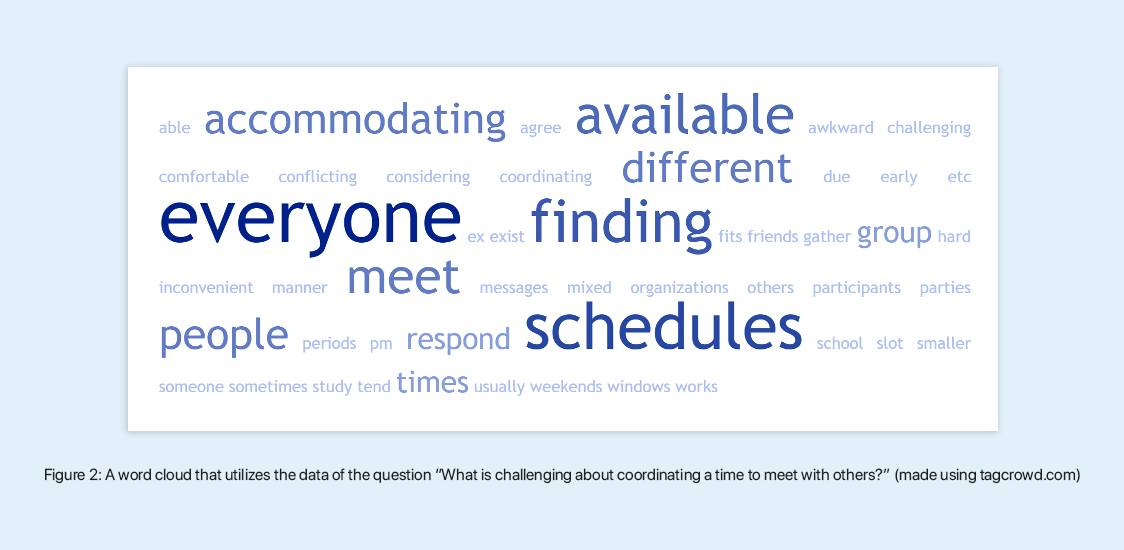 able accommodating agree available awkward challenging
comfortable conflicting considering coordinating different due early etc
everyone ex exist finding fits friends gather group hard
inconvenient manner meet messages mixed organizations others participants parties
people periods pm respond schedules school slot smaller
someone sometimes study tend times usually weekends windows works
Figure 2: A word cloud that utilizes the data of the question “What is challenging about coordinating a time to meet with others?” (made using tagcrowd.com)